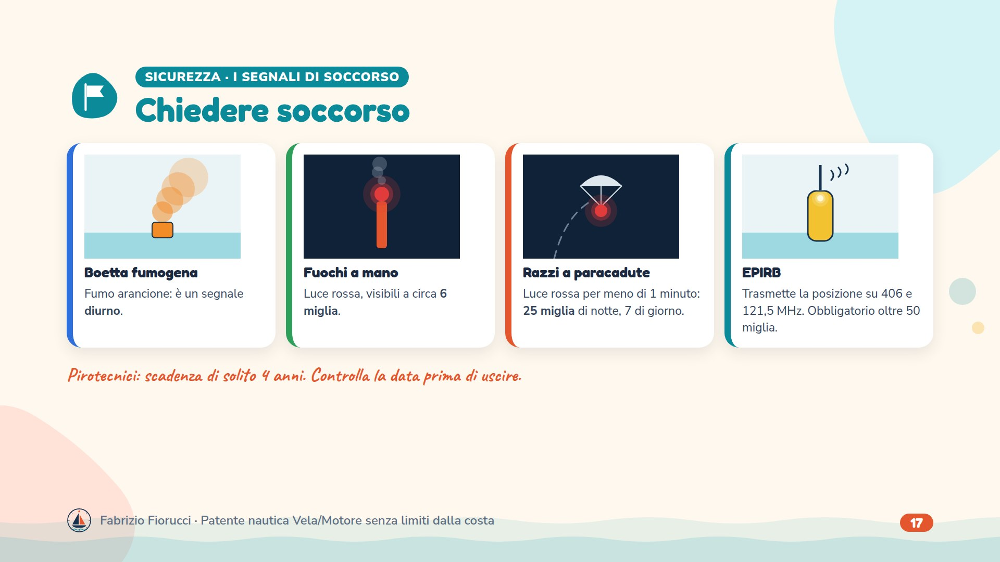 SICUREZZA · I SEGNALI DI SOCCORSO
Chiedere soccorso
Boetta fumogena
Fumo arancione: è un segnale
diurno.
Fuochi a mano
Luce rossa, visibili a circa 6
miglia.
Razzi a paracadute
Luce rossa per meno di 1 minuto:
25 miglia di notte, 7 di giorno.
EPIRB
Trasmette la posizione su 406 e
121,5 MHz. Obbligatorio oltre 50
miglia.
Pirotecnici: scadenza di solito 4 anni. Controlla la data prima di uscire.
Fabrizio Fiorucci · Patente nautica Vela/Motore senza limiti dalla costa
17